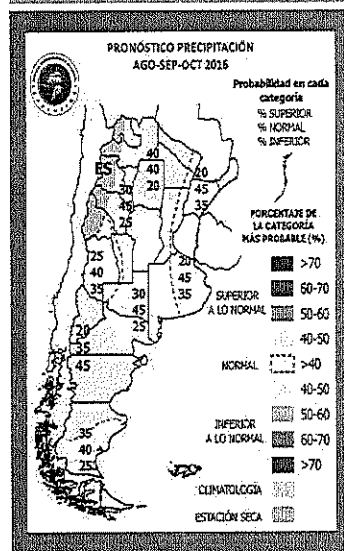 PRONÓSTICO PRECIPITACIÓN
AGO-SEP-OCT 2016
Probabilidad en cada
categoría
% SUPERIOR
% NORMAL
% INFERIOR
ES
40
40
20
30
45
25
20
45
35
25
40
35
30
45
25
20
45
35
20
35
45
35
40
25
PORCENTAJE DE
LA CATEGORÍA
MÁS PROBABLE (%)
>70
60-70
SUPERIOR
A LO NORMAL
50-60
40-50
NORMAL
>40
40-50
50-60
INFERIOR
A LO NORMAL
60-70
>70
CLIMATOLOGÍA
ESTACIÓN SECA